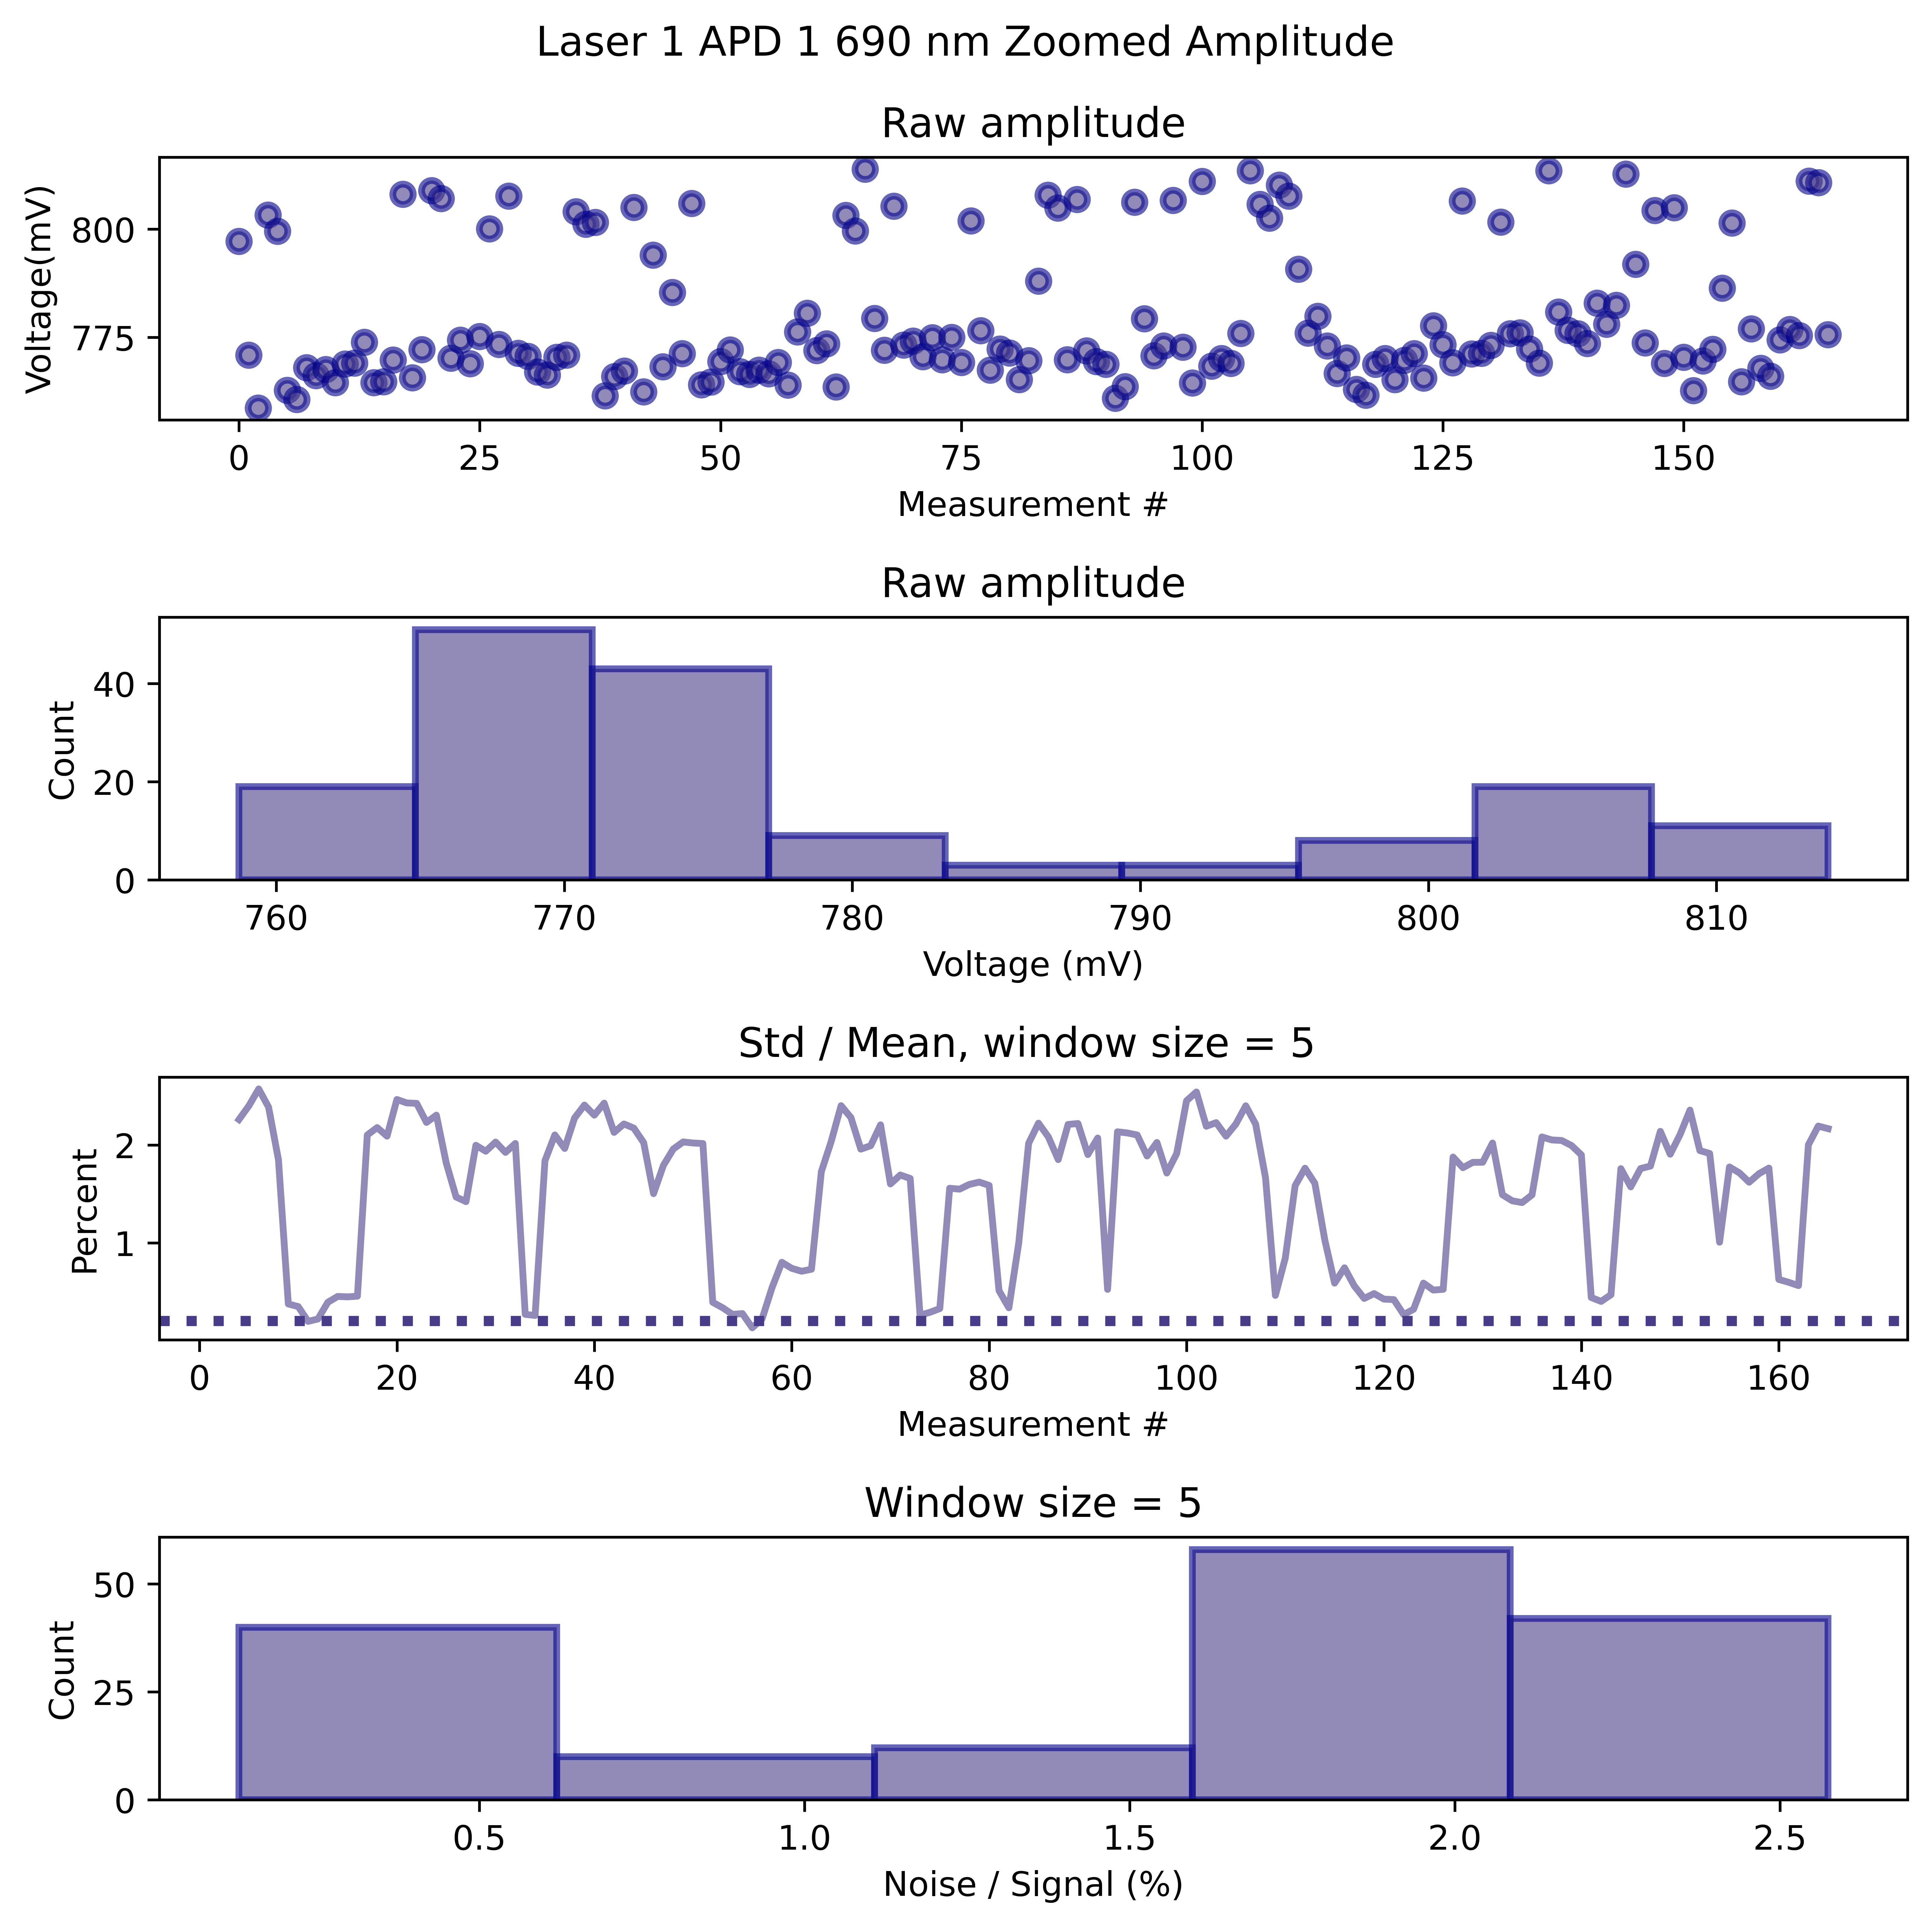 Laser 1 APD 1 690 nm Zoomed Amplitude
Raw amplitude
Voltage(mV)
800
775
0 25 50 75 100 125 150
Measurement #
Raw amplitude
Count
40
20
0
760 770 780 790 800 810
Voltage (mV)
Std / Mean, window size = 5
Percent
2
1
0 20 40 60 80 100 120 140 160
Measurement #
Window size = 5
Count
50
25
0
0.5 1.0 1.5 2.0 2.5
Noise / Signal (%)